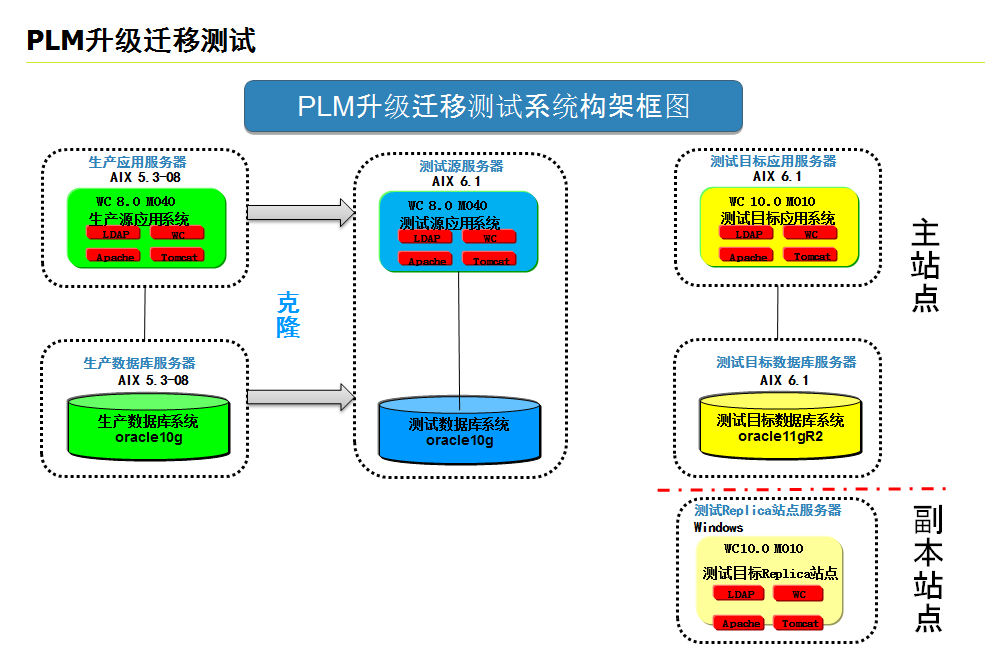 PLM升级迁移测试
PLM升级迁移测试系统构架框图
生产应用服务器
AIX 5.3-08
WC 8.0 M040
生产源应用系统
LDAP
WC
Apache
Tomcat
测试源服务器
AIX 6.1
WC 8.0 M040
测试源应用系统
LDAP
WC
Apache
Tomcat
测试目标应用服务器
AIX 6.1
WC 10.0 M010
测试目标应用系统
LDAP
WC
Apache
Tomcat
主站点
克隆
生产数据库服务器
AIX 5.3-08
生产数据库系统
oracle10g
测试数据库系统
oracle10g
测试目标数据库服务器
AIX 6.1
测试目标数据库系统
oracle11gR2
测试Replica站点服务器
Windows
WC10.0 M010
测试目标Replica站点
LDAP
WC
Apache
Tomcat
副本站点